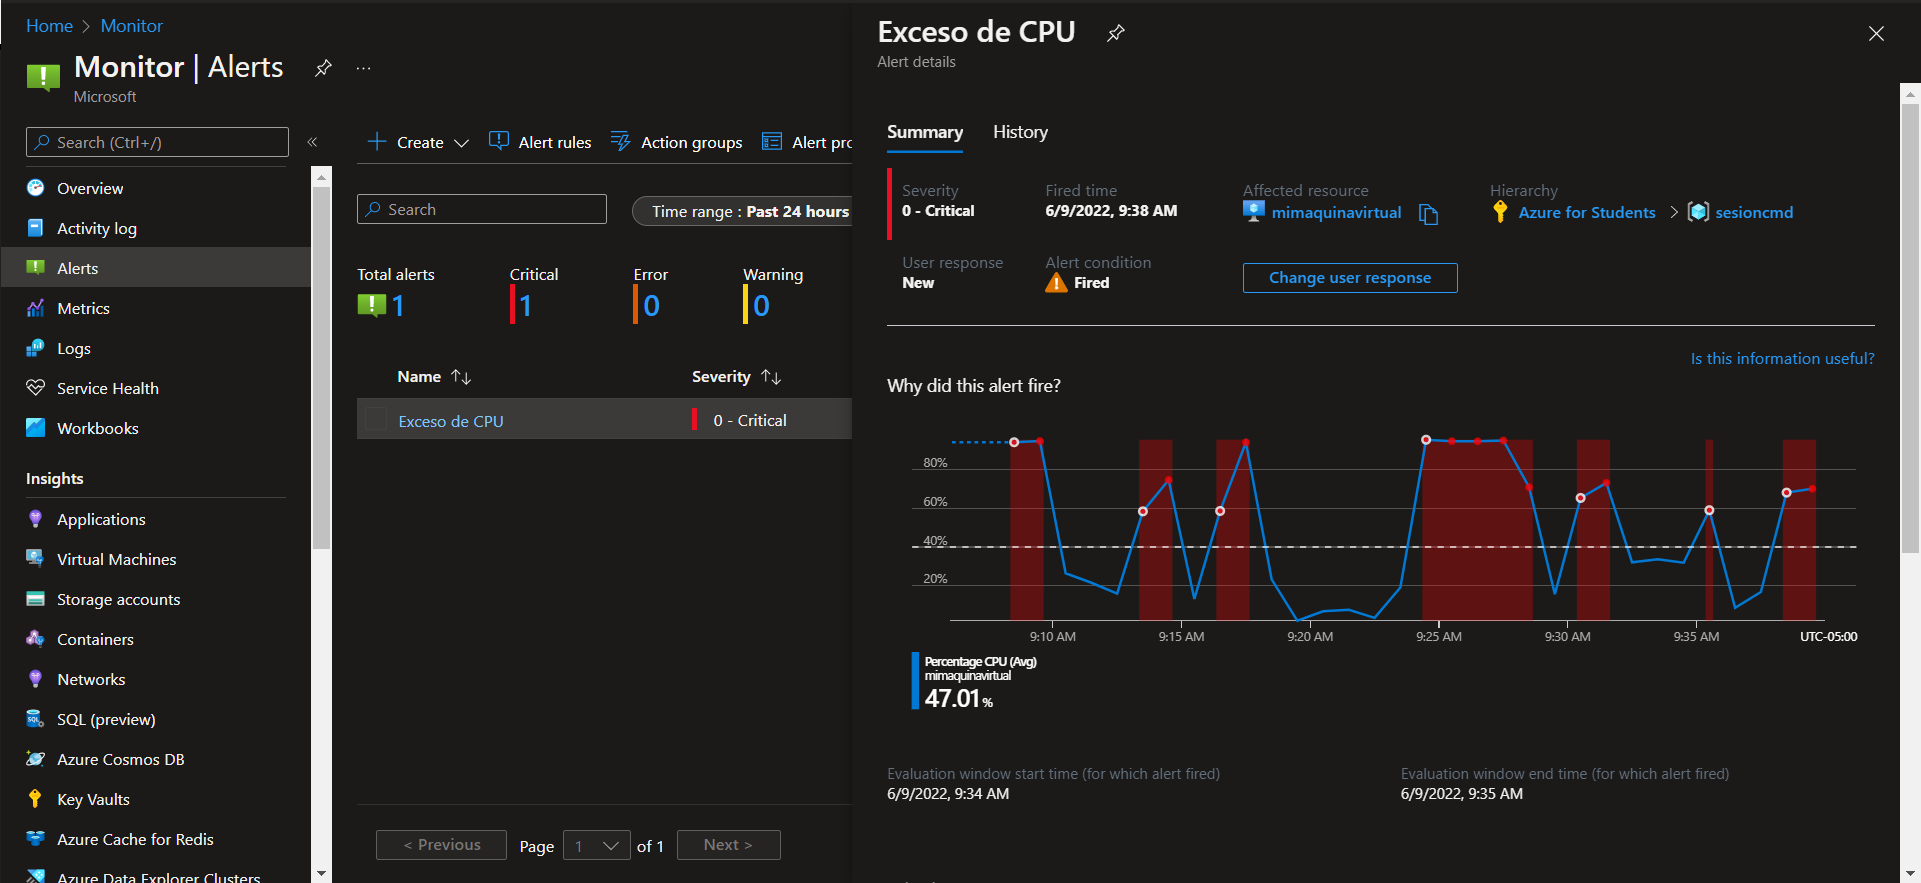 Home > Monitor
Monitor | Alerts
Microsoft
Search (Ctrl+/)
Overview
Activity log
Alerts
Metrics
Logs
Service Health
Workbooks
Insights
Applications
Virtual Machines
Storage accounts
Containers
Networks
SQL (preview)
Azure Cosmos DB
Key Vaults
Azure Cache for Redis
Azure Data Explorer Clusters
Create Alert rules Action groups Alert pro
Search Time range : Past 24 hours
Total alerts Critical Error Warning
1 1 0 0
Name Severity
Exceso de CPU 0 - Critical
< Previous Page 1 of 1 Next >
Exceso de CPU
Alert details
Summary History
Severity Fired time Affected resource Hierarchy
0 - Critical 6/9/2022, 9:38 AM mimaquinavirtual Azure for Students > sesioncmd
User response Alert condition
New Fired Change user response
Is this information useful?
Why did this alert fire?
80%
60%
40%
20%
9:10 AM 9:15 AM 9:20 AM 9:25 AM 9:30 AM 9:35 AM UTC-05:00
Percentage CPU (Avg)
mimaquinavirtual
47.01 %
Evaluation window start time (for which alert fired) Evaluation window end time (for which alert fired)
6/9/2022, 9:34 AM 6/9/2022, 9:35 AM